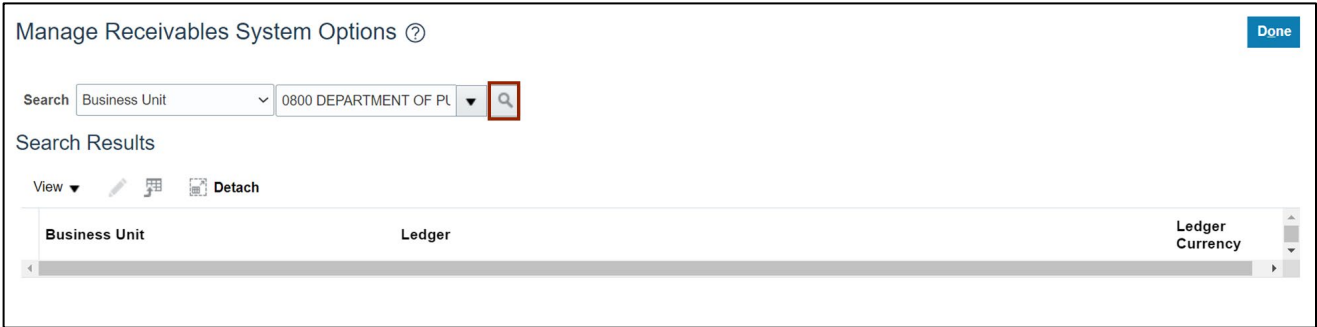 Manage Receivables System Options ?
Done
Search Business Unit 0800 DEPARTMENT OF PU
Search Results
View Detach
Business Unit Ledger Ledger Currency